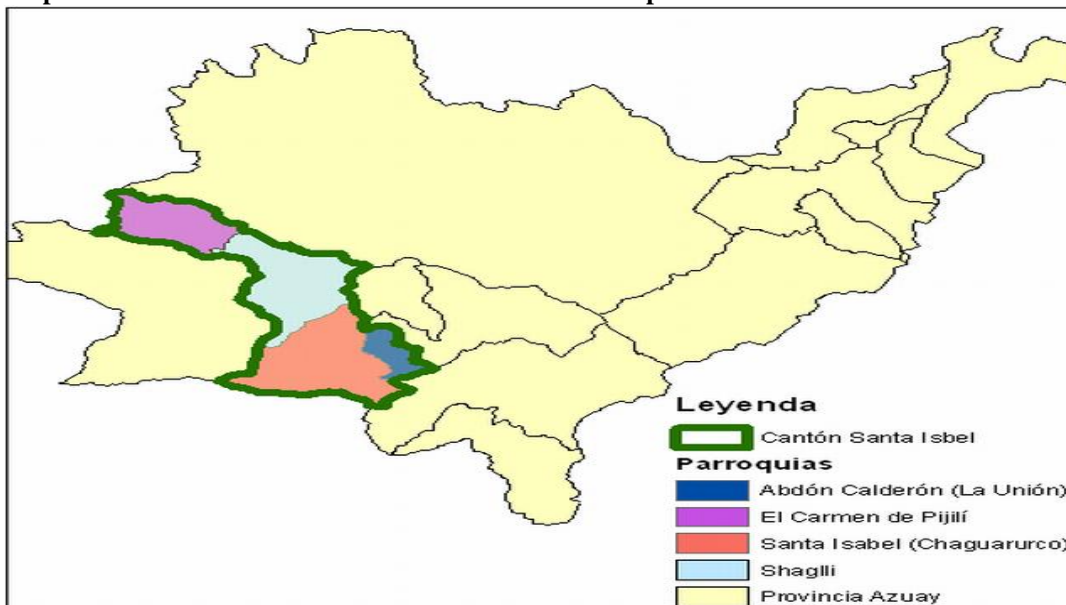 Leyenda
Cantón Santa Isbel
Parroquias
Abdón Calderón (La Unión)
El Carmen de Pijilí
Santa Isabel (Chaguarurco)
Shaglli
Provincia Azuay